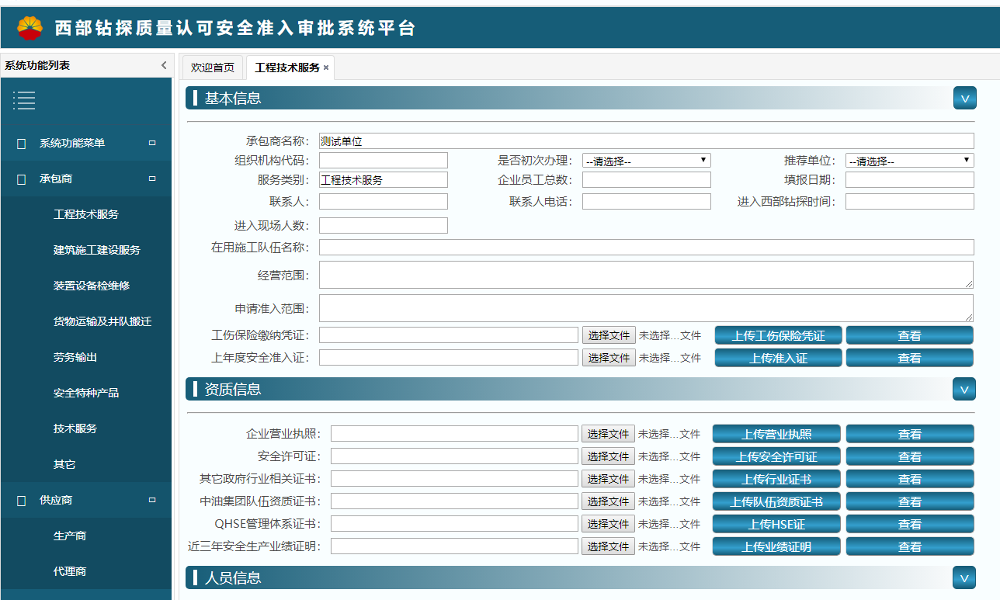 西部钻探质量认可安全准入审批系统平台
系统功能列表
欢迎首页
工程技术服务
系统功能菜单
承包商
工程技术服务
建筑施工建设服务
装置设备检维修
货物运输及井队搬迁
劳务输出
安全特种产品
技术服务
其它
供应商
生产商
代理商
基本信息
承包商名称： 测试单位
组织机构代码： 是否初次办理： --请选择-- 推荐单位： --请选择--
服务类别： 工程技术服务 企业员工总数： 填报日期：
联系人： 联系人电话： 进入西部钻探时间：
进入现场人数：
在用施工队伍名称：
经营范围：
申请准入范围：
工伤保险缴纳凭证： 选择文件 未选择...文件 上传工伤保险凭证 查看
上年度安全准入证： 选择文件 未选择...文件 上传准入证 查看
资质信息
企业营业执照： 选择文件 未选择...文件 上传营业执照 查看
安全许可证： 选择文件 未选择...文件 上传安全许可证 查看
其它政府行业相关证书： 选择文件 未选择...文件 上传行业证书 查看
中油集团队伍资质证书： 选择文件 未选择...文件 上传队伍资质证书 查看
QHSE管理体系证书： 选择文件 未选择...文件 上传HSE证 查看
近三年安全生产业绩证明： 选择文件 未选择...文件 上传业绩证明 查看
人员信息